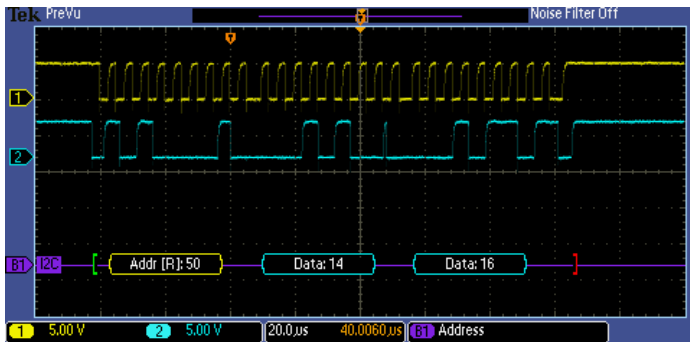 Tek PreVu Noise Filter Off
T
T
1
2
B1 I2C [ Addr [R]: 50 Data: 14 Data: 16 ]
1 5.00 V 2 5.00 V 20.0µs 40.0060µs B1 Address